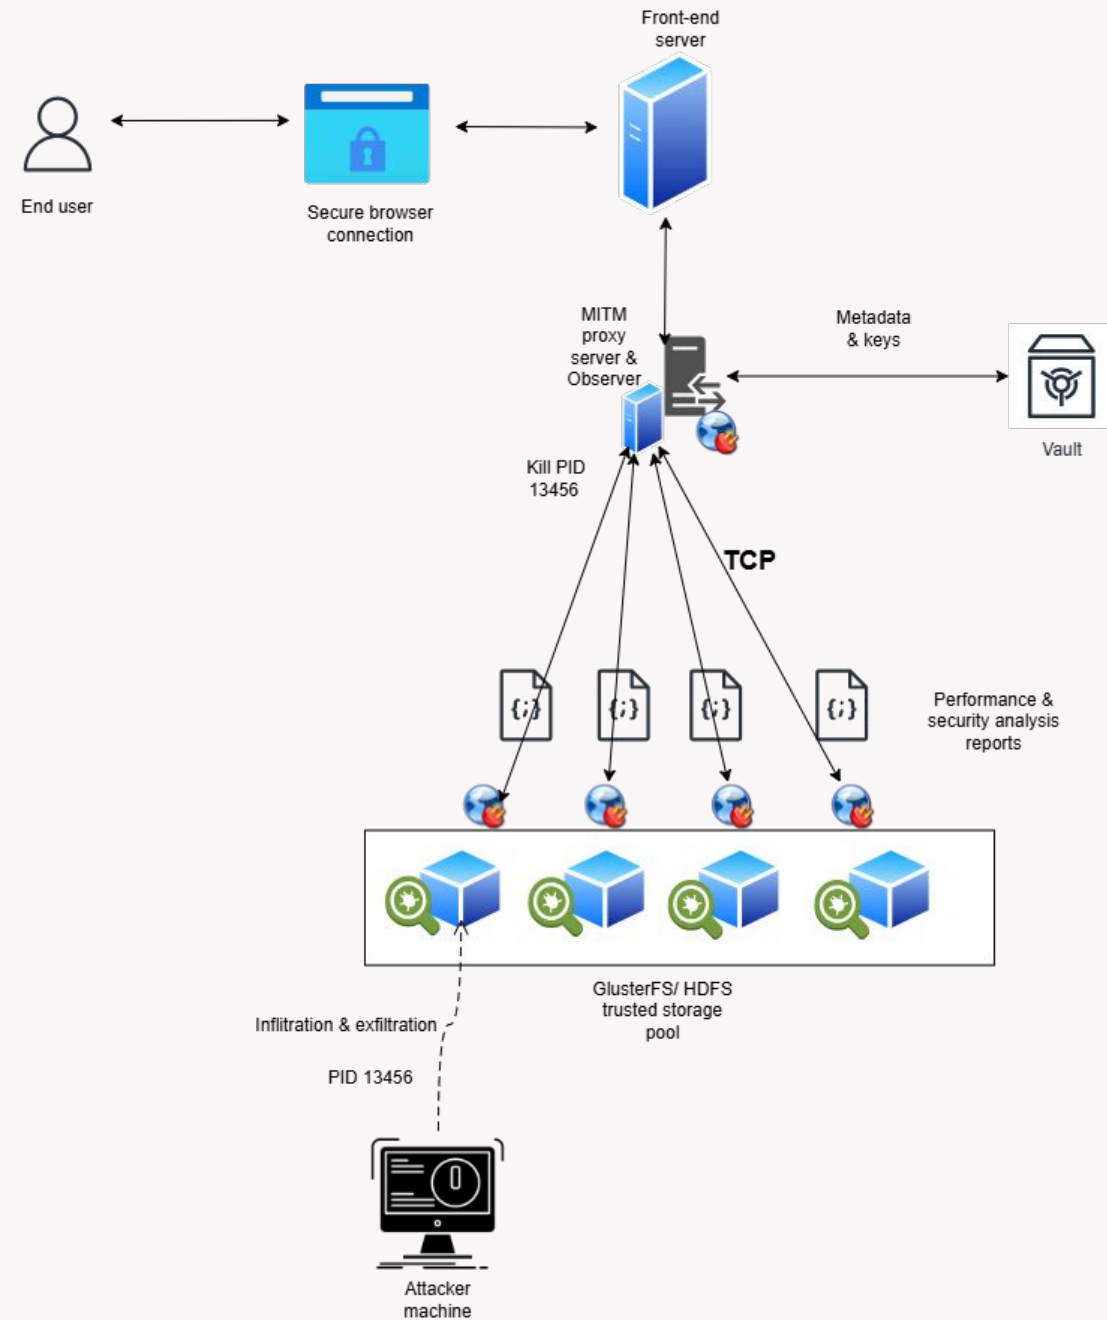 Front-end
server
End user
Secure browser
connection
MITM
proxy
server &
Observer
Metadata
& keys
Vault
Kill PID
13456
TCP
{;}
{;}
{;}
{;}
Performance &
security analysis
reports
GlusterFS/ HDFS
trusted storage
pool
Inflitration & exfiltration
PID 13456
Attacker
machine